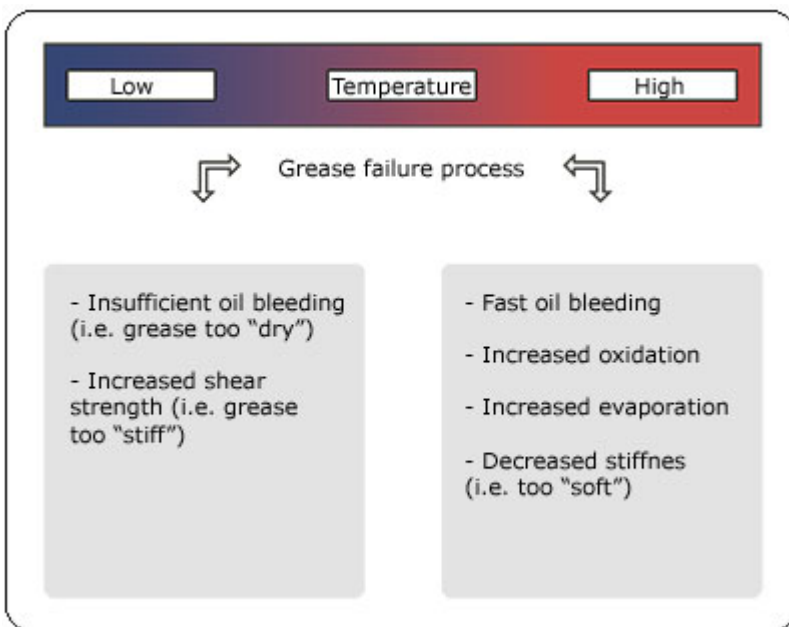 Low
Temperature
High
Grease failure process
- Insufficient oil bleeding
(i.e. grease too “dry”)
- Increased shear
strength (i.e. grease
too “stiff”)
- Fast oil bleeding
- Increased oxidation
- Increased evaporation
- Decreased stiffnes
(i.e. too “soft”)